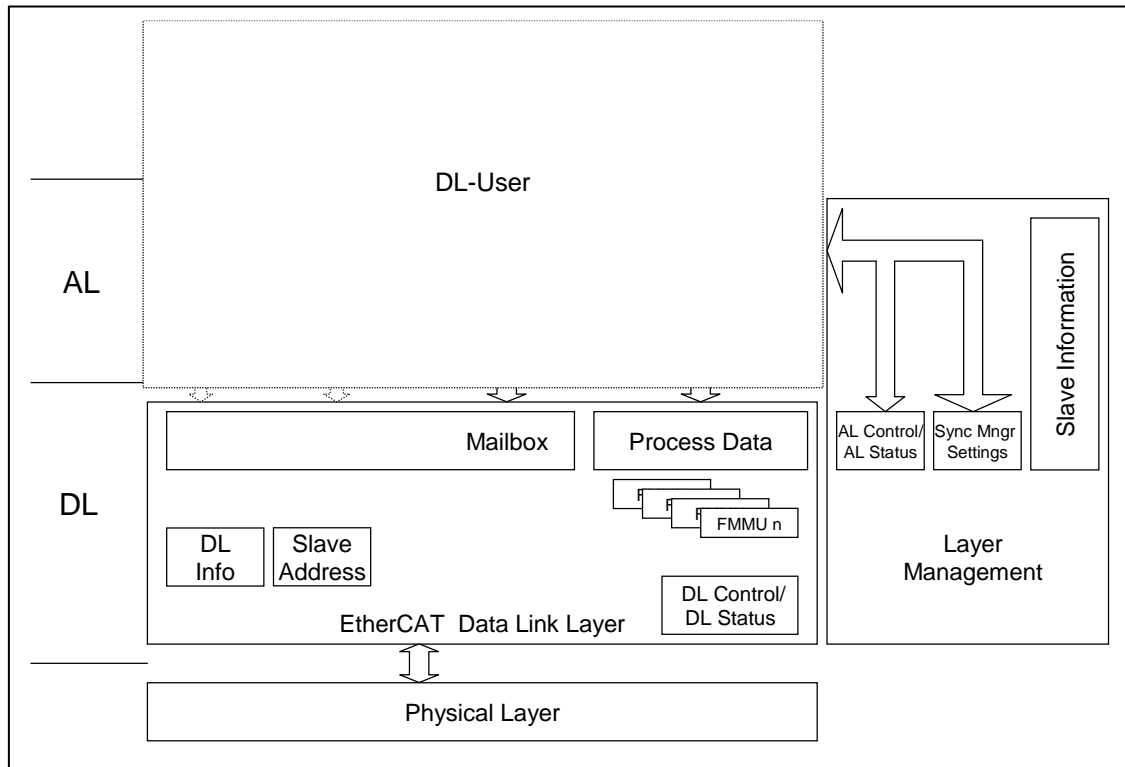 DL-User
AL
Slave Information
Mailbox
Process Data
AL Control/
AL Status
Sync Mngr
Settings
DL
F
F
F
FMMU n
DL
Info
Slave
Address
Layer
Management
DL Control/
DL Status
EtherCAT Data Link Layer
Physical Layer